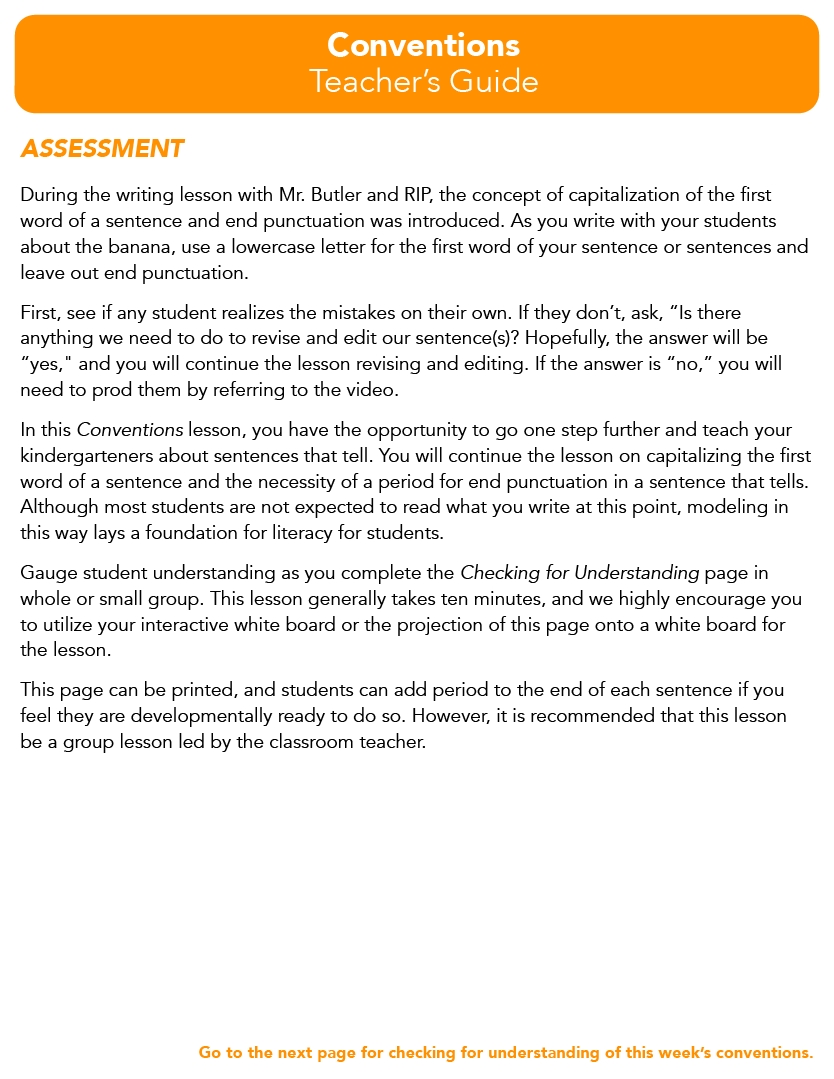 Conventions
Teacher’s Guide
ASSESSMENT
During the writing lesson with Mr. Butler and RIP, the concept of capitalization of the first
word of a sentence and end punctuation was introduced. As you write with your students
about the banana, use a lowercase letter for the first word of your sentence or sentences and
leave out end punctuation.
First, see if any student realizes the mistakes on their own. If they don’t, ask, “Is there
anything we need to do to revise and edit our sentence(s)? Hopefully, the answer will be
“yes," and you will continue the lesson revising and editing. If the answer is “no,” you will
need to prod them by referring to the video.
In this Conventions lesson, you have the opportunity to go one step further and teach your
kindergarteners about sentences that tell. You will continue the lesson on capitalizing the first
word of a sentence and the necessity of a period for end punctuation in a sentence that tells.
Although most students are not expected to read what you write at this point, modeling in
this way lays a foundation for literacy for students.
Gauge student understanding as you complete the Checking for Understanding page in
whole or small group. This lesson generally takes ten minutes, and we highly encourage you
to utilize your interactive white board or the projection of this page onto a white board for
the lesson.
This page can be printed, and students can add period to the end of each sentence if you
feel they are developmentally ready to do so. However, it is recommended that this lesson
be a group lesson led by the classroom teacher.
Go to the next page for checking for understanding of this week’s conventions.